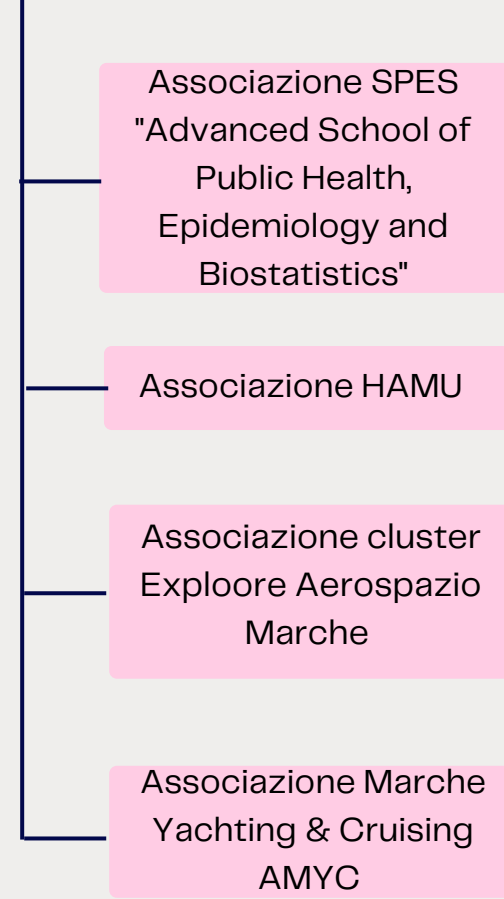 Associazione SPES
"Advanced School of
Public Health,
Epidemiology and
Biostatistics"
Associazione HAMU
Associazione cluster
Exploore Aerospazio
Marche
Associazione Marche
Yachting & Cruising
AMYC